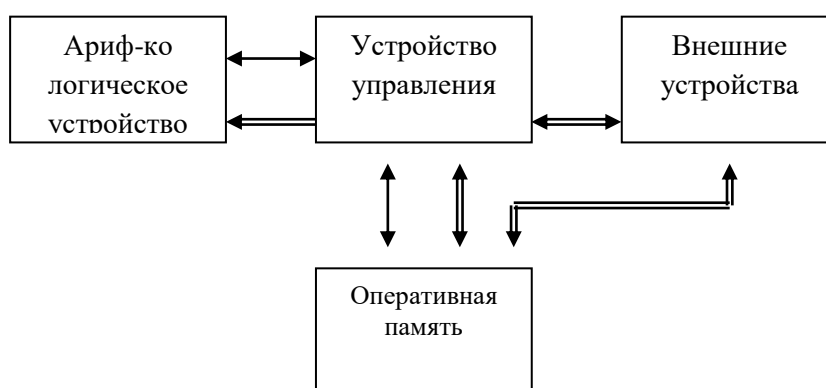 Ариф-ко
логическое
устройство
Устройство
управления
Внешние
устройства
Оперативная
память